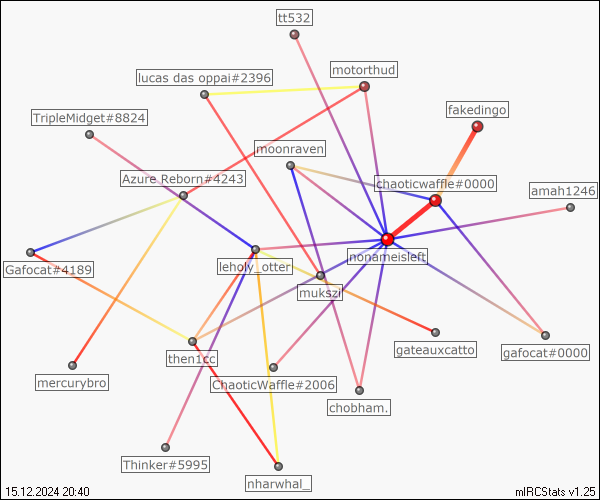 tt532
motorthud
lucas das oppai#2396
fakedingo
TripleMidget#8824
moonraven
Azure Reborn#4243
chaoticwaffle#0000
amah1246
nonameisleft
Gafocat#4189
leholy_otter
mukszi
then1cc
gateauxcatto
gafocat#0000
mercurybro
ChaoticWaffle#2006
chobham.
Thinker#5995
nharwhal_
15.12.2024 20:40
mIRCStats v1.25